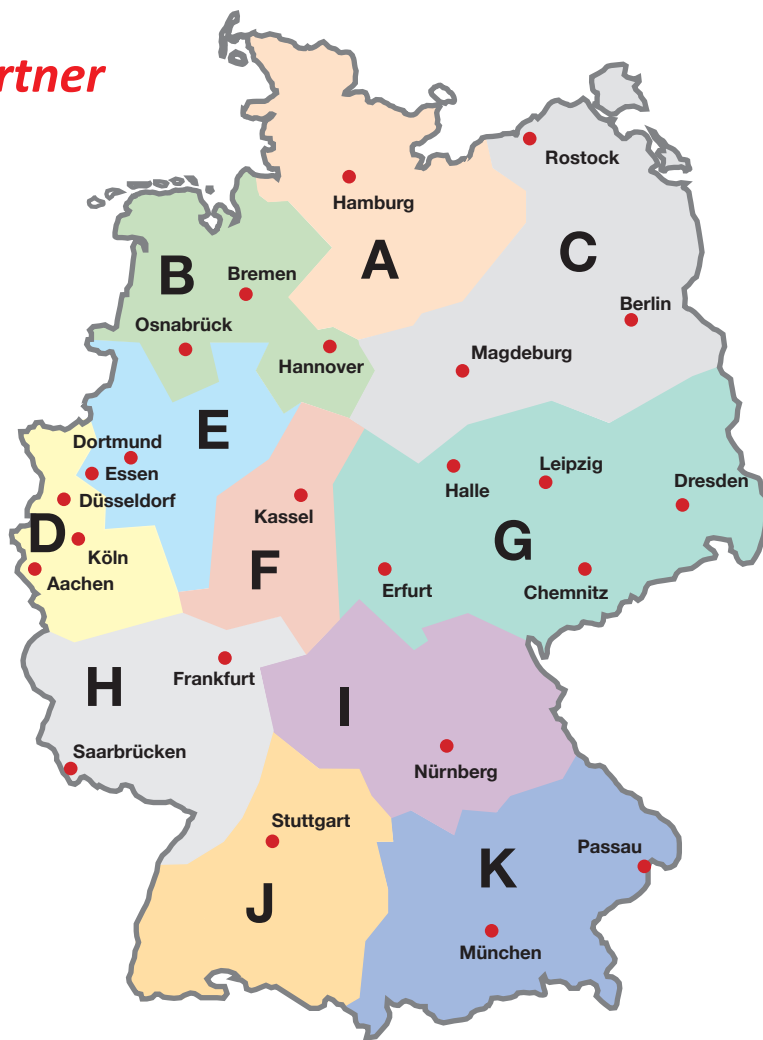 rtner
Rostock
Hamburg
A
C
B
Bremen
Berlin
Osnabrück
Magdeburg
Hannover
E
Dortmund
Leipzig
Essen
Halle
Dresden
Düsseldorf
Kassel
D
G
Köln
F
Aachen
Erfurt
Chemnitz
Frankfurt
H
I
Saarbrücken
Nürnberg
Stuttgart
Passau
K
J
München